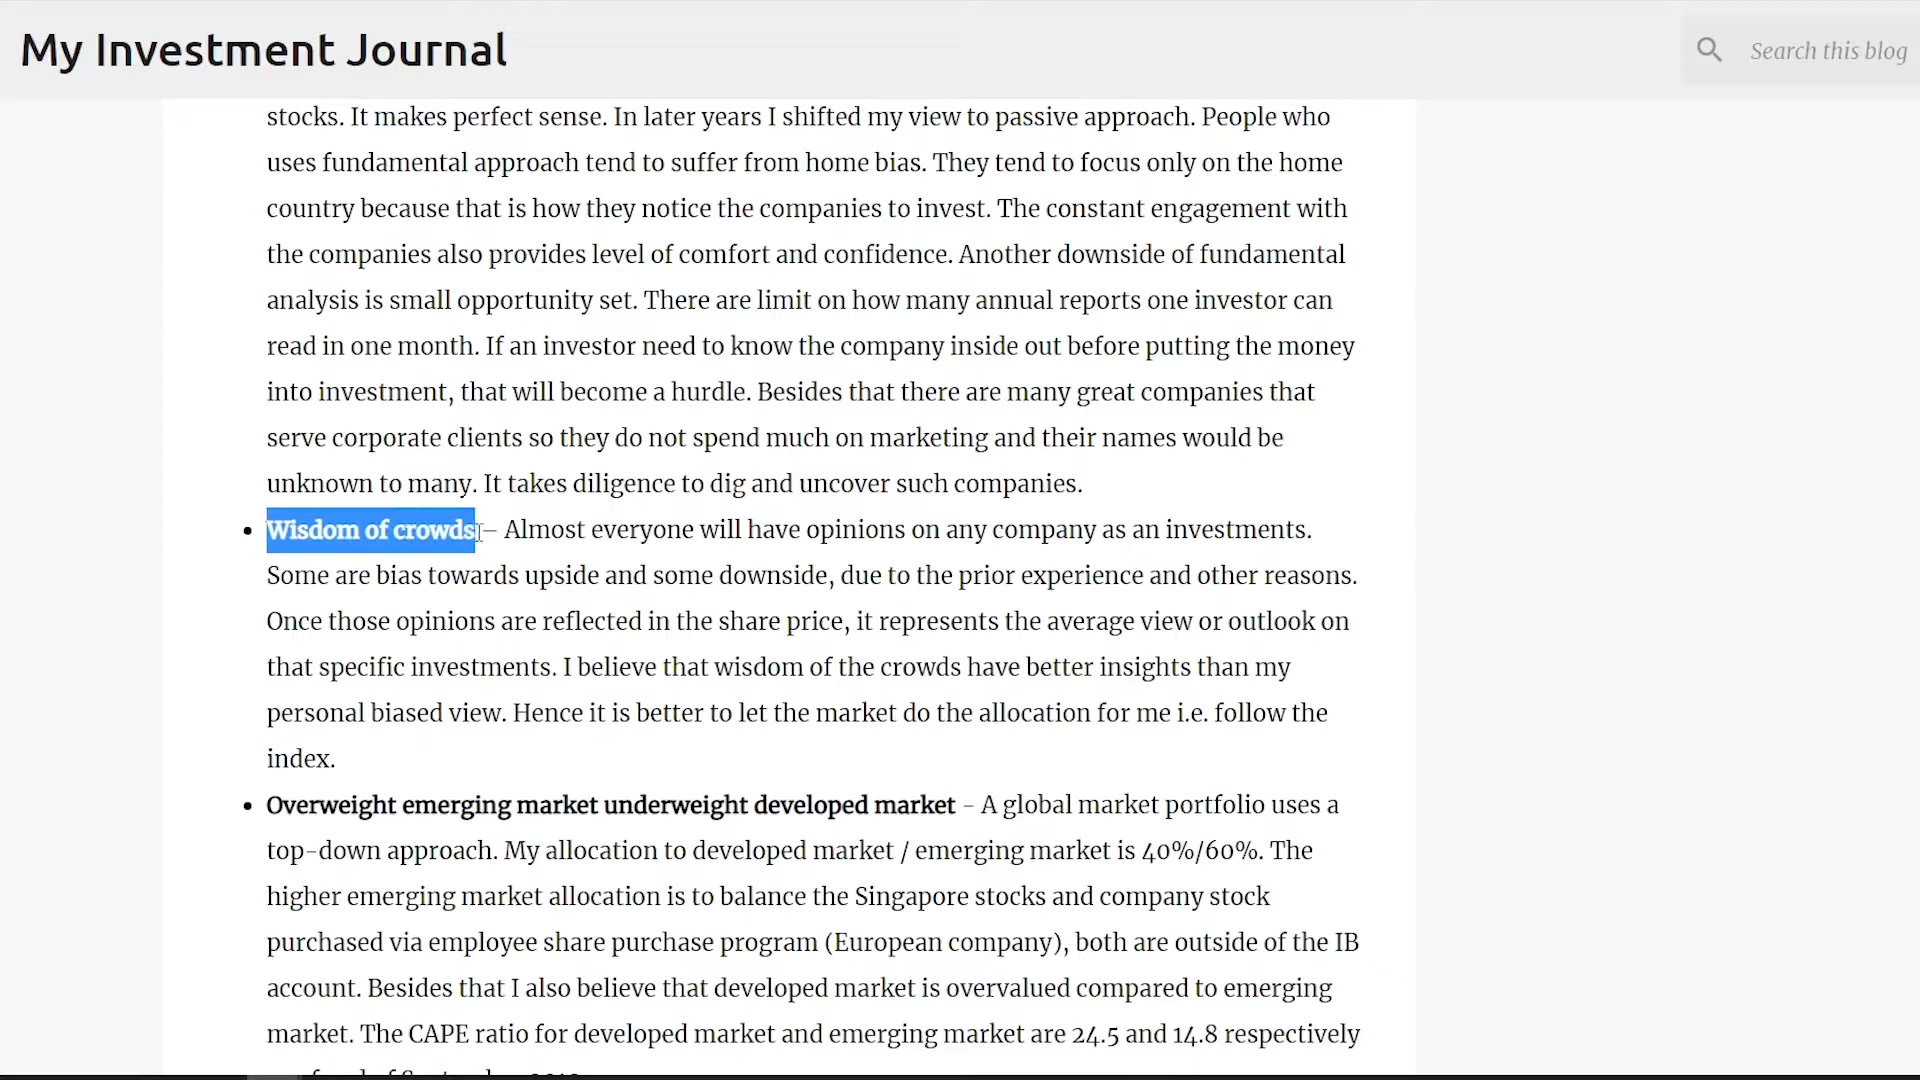 My Investment Journal
Search this blog
stocks. It makes perfect sense. In later years I shifted my view to passive approach. People who
uses fundamental approach tend to suffer from home bias. They tend to focus only on the home
country because that is how they notice the companies to invest. The constant engagement with
the companies also provides level of comfort and confidence. Another downside of fundamental
analysis is small opportunity set. There are limit on how many annual reports one investor can
read in one month. If an investor need to know the company inside out before putting the money
into investment, that will become a hurdle. Besides that there are many great companies that
serve corporate clients so they do not spend much on marketing and their names would be
unknown to many. It takes diligence to dig and uncover such companies.
• Wisdom of crowds – Almost everyone will have opinions on any company as an investments.
Some are bias towards upside and some downside, due to the prior experience and other reasons.
Once those opinions are reflected in the share price, it represents the average view or outlook on
that specific investments. I believe that wisdom of the crowds have better insights than my
personal biased view. Hence it is better to let the market do the allocation for me i.e. follow the
index.
• Overweight emerging market underweight developed market – A global market portfolio uses a
top-down approach. My allocation to developed market / emerging market is 40%/60%. The
higher emerging market allocation is to balance the Singapore stocks and company stock
purchased via employee share purchase program (European company), both are outside of the IB
account. Besides that I also believe that developed market is overvalued compared to emerging
market. The CAPE ratio for developed market and emerging market are 24.5 and 14.8 respectively